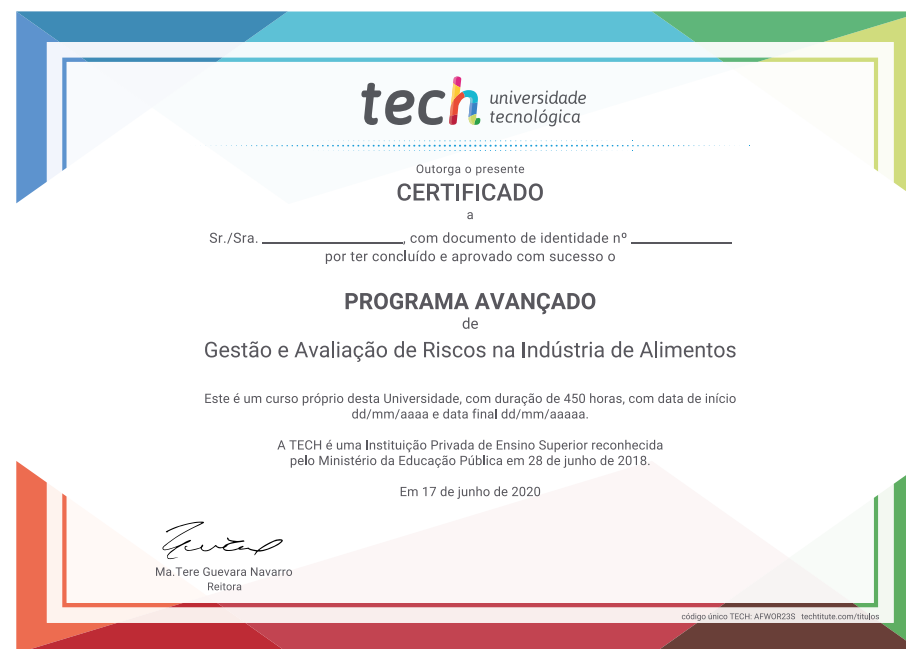 tech universidade
tecnológica
Outorga o presente
CERTIFICADO
a
Sr./Sra. ____________, com documento de identidade nº ____________
por ter concluído e aprovado com sucesso o
PROGRAMA AVANÇADO
de
Gestão e Avaliação de Riscos na Indústria de Alimentos
Este é um curso próprio desta Universidade, com duração de 450 horas, com data de início
dd/mm/aaaa e data final dd/mm/aaaaa.
A TECH é uma Instituição Privada de Ensino Superior reconhecida
pelo Ministério da Educação Pública em 28 de junho de 2018.
Em 17 de junho de 2020
Ma.Tere Guevara Navarro
Reitora
código único TECH: AFWOR23S techtitute.com/titulos